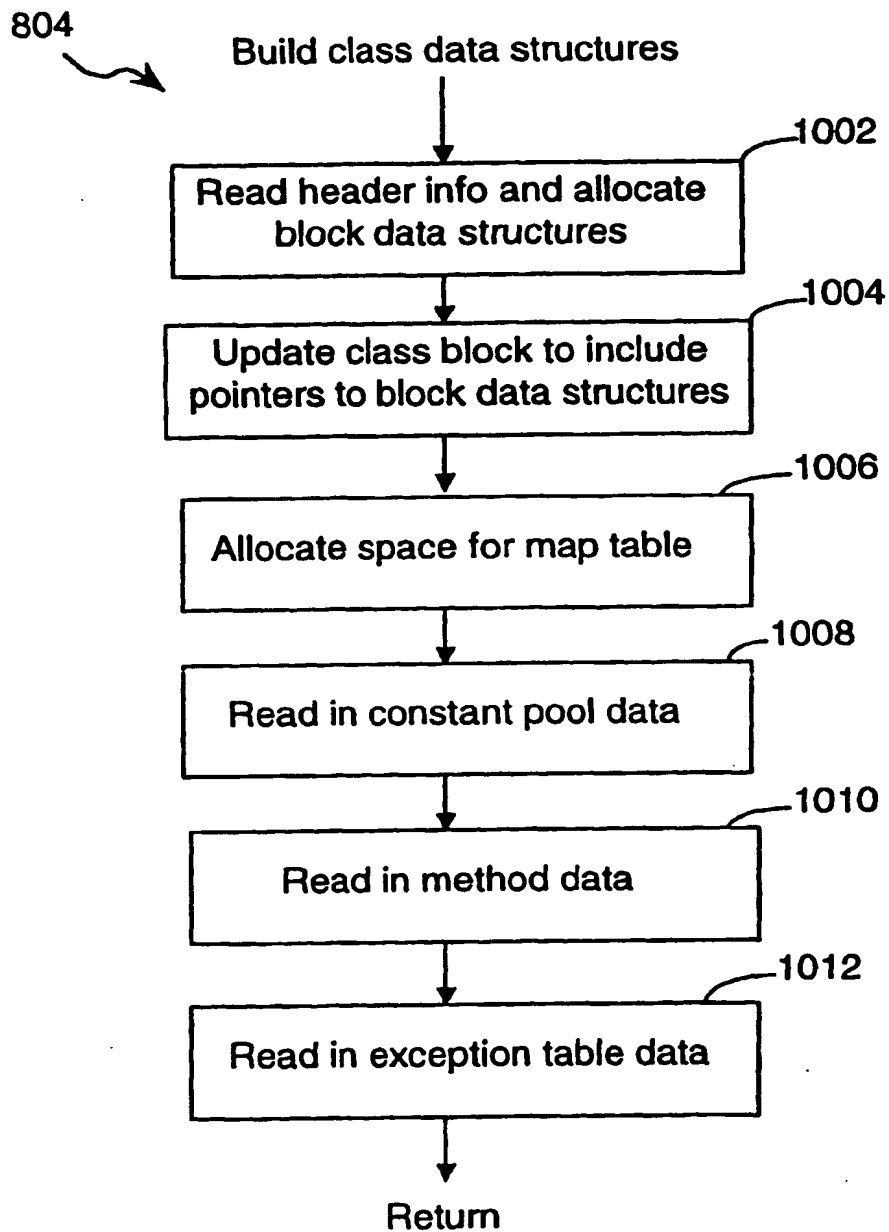 804
Build class data structures
1002
Read header info and allocate
block data structures
1004
Update class block to include
pointers to block data structures
1006
Allocate space for map table
1008
Read in constant pool data
1010
Read in method data
1012
Read in exception table data
Return